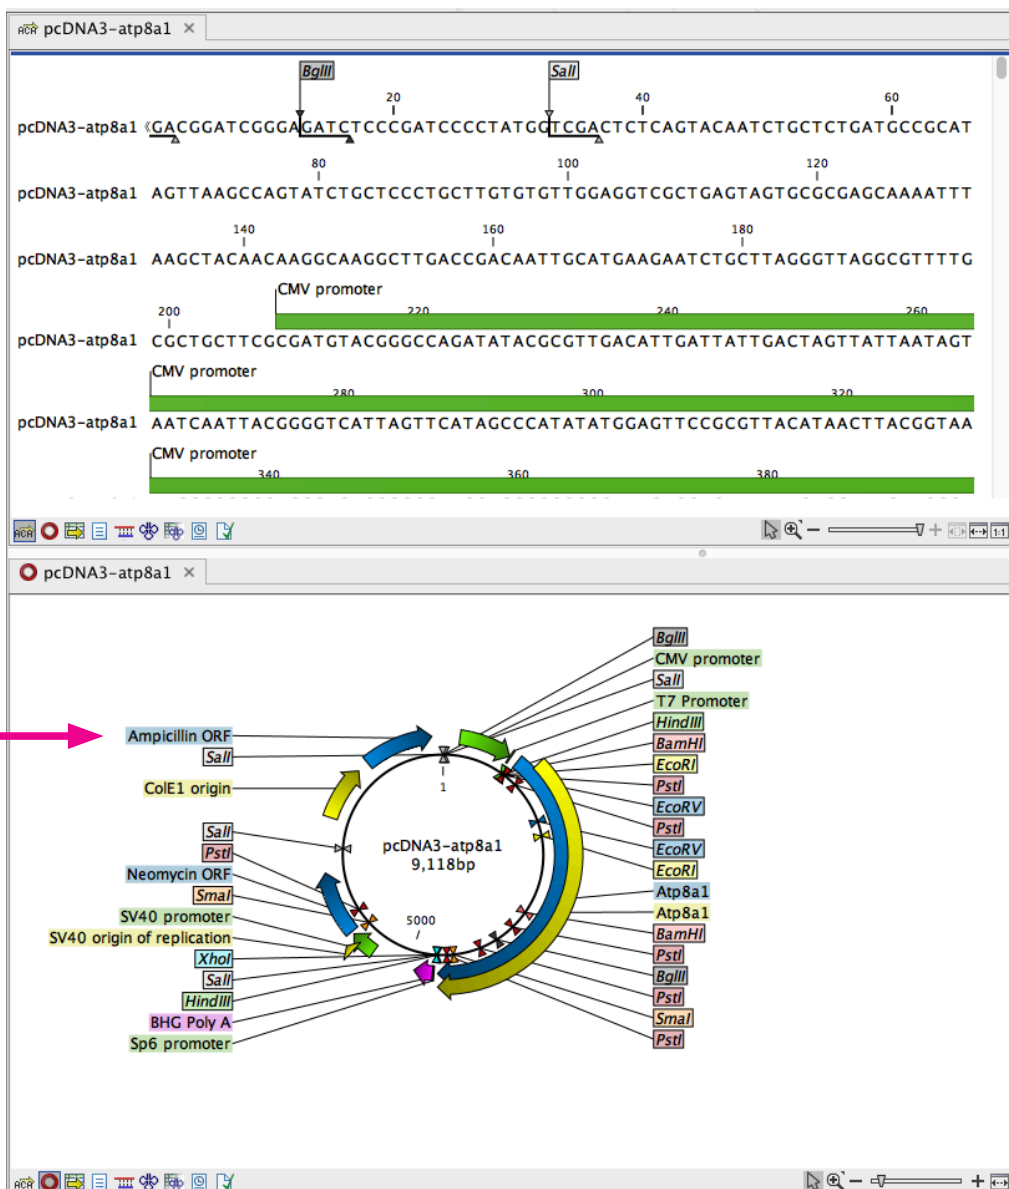 pcDNA3-atp8a1
BglII SalI
20 40 60
pcDNA3-atp8a1 GACGGATCGGGAGATCTCCCGATCCCCTATGGTCGACTCTCAGTACAATCTGCTCTGATGCCGCAT
80 100 120
pcDNA3-atp8a1 AGTTAAGCCAGTATCTGCTCCCTGCTTGTGTGTTGGAGGTCGCTGAGTAGTGCGCGAGCAAAATTT
140 160 180
pcDNA3-atp8a1 AAGCTACAACAAGGCAAGGCTTGACCGACAATTGCATGAAGAATCTGCTTAGGGTTAGGCGTTTTG
CMV promoter
200 220 240 260
pcDNA3-atp8a1 CGCTGCTTCGCGATGTACGGGCCAGATATACGCGTTGACATTGATTATTGACTAGTTATTAATAGT
CMV promoter
280 300 320
pcDNA3-atp8a1 AATCAATTACGGGGTCATTAGTTCATAGCCCATATATGGAGTTCCGCGTTACATAACTTACGGTAA
CMV promoter
340 360 380
pcDNA3-atp8a1
BglII
CMV promoter
SalI
T7 Promoter
HindIII
BamHI
EcoRI
PstI
EcoRV
PstI
EcoRV
EcoRI
Atp8a1
Atp8a1
BamHI
PstI
BglII
PstI
SmaI
PstI
Ampicillin ORF
SalI
ColE1 origin
SalI
PstI
Neomycin ORF
SmaI
SV40 promoter
SV40 origin of replication
XhoI
SalI
HindIII
BHG Poly A
Sp6 promoter
1
pcDNA3-atp8a1
9,118bp
5000